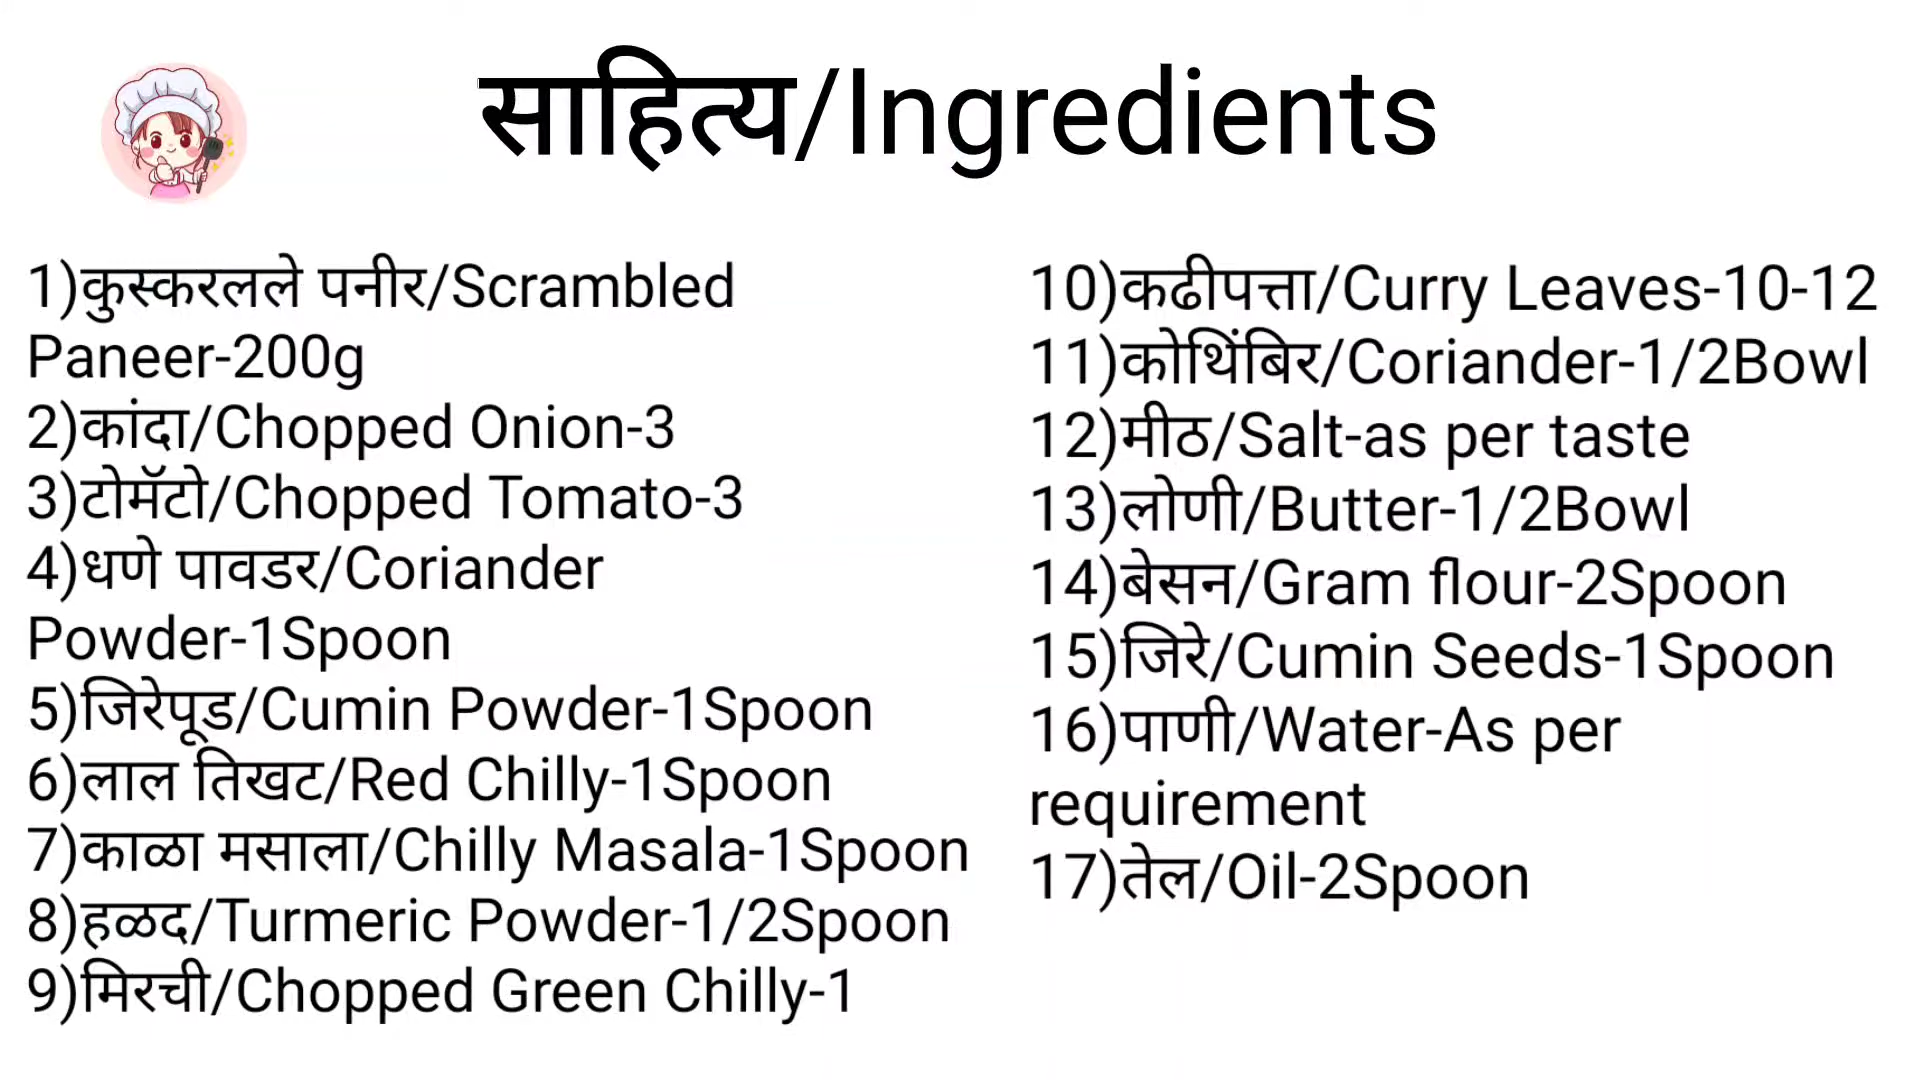 साहित्य/Ingredients
1)कुस्करलले पनीर/Scrambled
Paneer-200g
2)कांदा/Chopped Onion-3
3)टोमॅटो/Chopped Tomato-3
4)धणे पावडर/Coriander
Powder-1Spoon
5)जिरेपूड/Cumin Powder-1Spoon
6)लाल तिखट/Red Chilly-1Spoon
7)काळा मसाला/Chilly Masala-1Spoon
8)हळद/Turmeric Powder-1/2Spoon
9)मिरची/Chopped Green Chilly-1
10)कढीपत्ता/Curry Leaves-10-12
11)कोथिंबिर/Coriander-1/2Bowl
12)मीठ/Salt-as per taste
13)लोणी/Butter-1/2Bowl
14)बेसन/Gram flour-2Spoon
15)जिरे/Cumin Seeds-1Spoon
16)पाणी/Water-As per
requirement
17)तेल/Oil-2Spoon